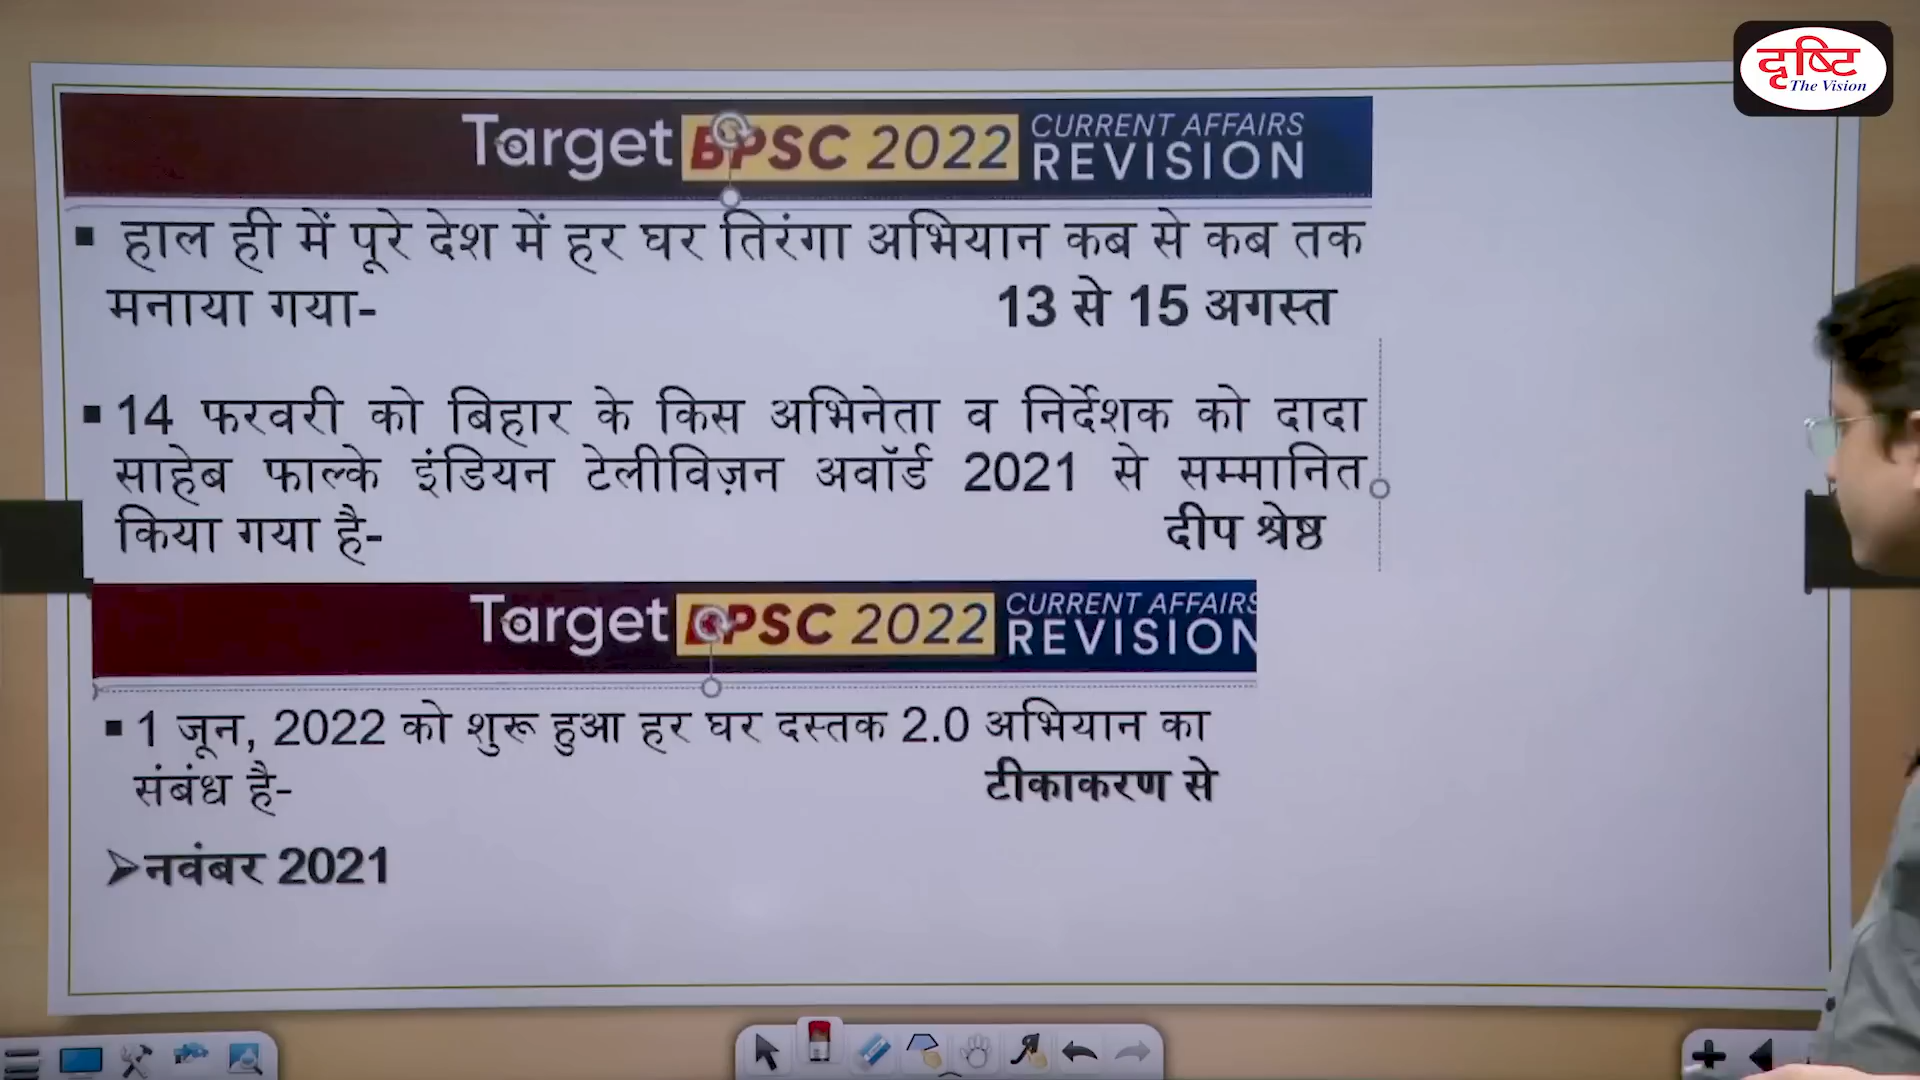 दृष्टि
The Vision
Target BPSC 2022 CURRENT AFFAIRS
REVISION
▪ हाल ही में पूरे देश में हर घर तिरंगा अभियान कब से कब तक
मनाया गया- 13 से 15 अगस्त
▪ 14 फरवरी को बिहार के किस अभिनेता व निर्देशक को दादा
साहेब फाल्के इंडियन टेलीविज़न अवॉर्ड 2021 से सम्मानित
किया गया है- दीप श्रेष्ठ
Target BPSC 2022 CURRENT AFFAIRS
REVISION
▪ 1 जून, 2022 को शुरू हुआ हर घर दस्तक 2.0 अभियान का
संबंध है- टीकाकरण से
➢नवंबर 2021